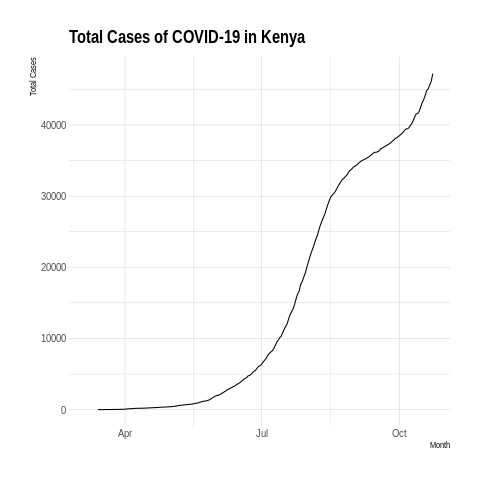 Total Cases of COVID-19 in Kenya
Total Cases
40000
30000
20000
10000
0
Apr Jul Oct
Month